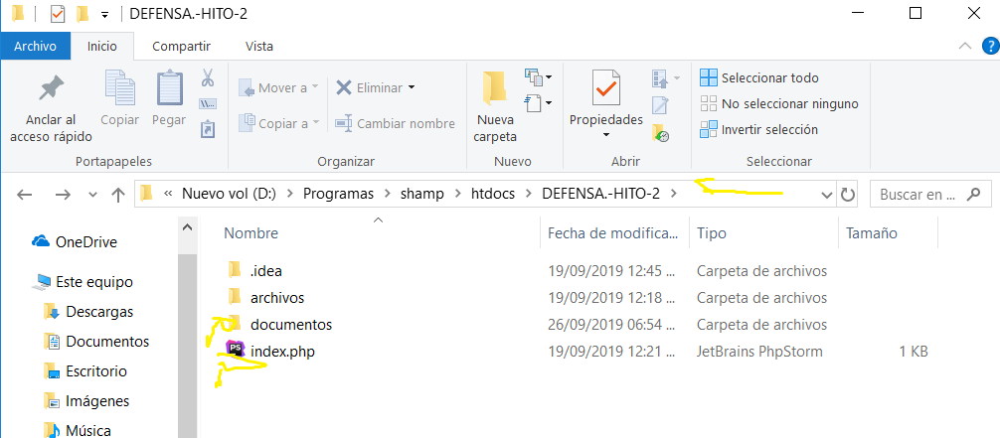 DEFENSA.-HITO-2
Archivo Inicio Compartir Vista
Anclar al acceso rápido
Copiar
Pegar
Portapapeles
Mover a
Copiar a
Eliminar
Cambiar nombre
Organizar
Nueva carpeta
Nuevo
Propiedades
Abrir
Seleccionar todo
No seleccionar ninguno
Invertir selección
Seleccionar
« Nuevo vol (D:) > Programas > shamp > htdocs > DEFENSA.-HITO-2 >
Buscar en ...
OneDrive
Este equipo
Descargas
Documentos
Escritorio
Imágenes
Música
Nombre Fecha de modifica... Tipo Tamaño
.idea 19/09/2019 12:45 ... Carpeta de archivos
archivos 19/09/2019 12:18 ... Carpeta de archivos
documentos 26/09/2019 06:54 ... Carpeta de archivos
PS index.php 19/09/2019 12:21 ... JetBrains PhpStorm 1 KB